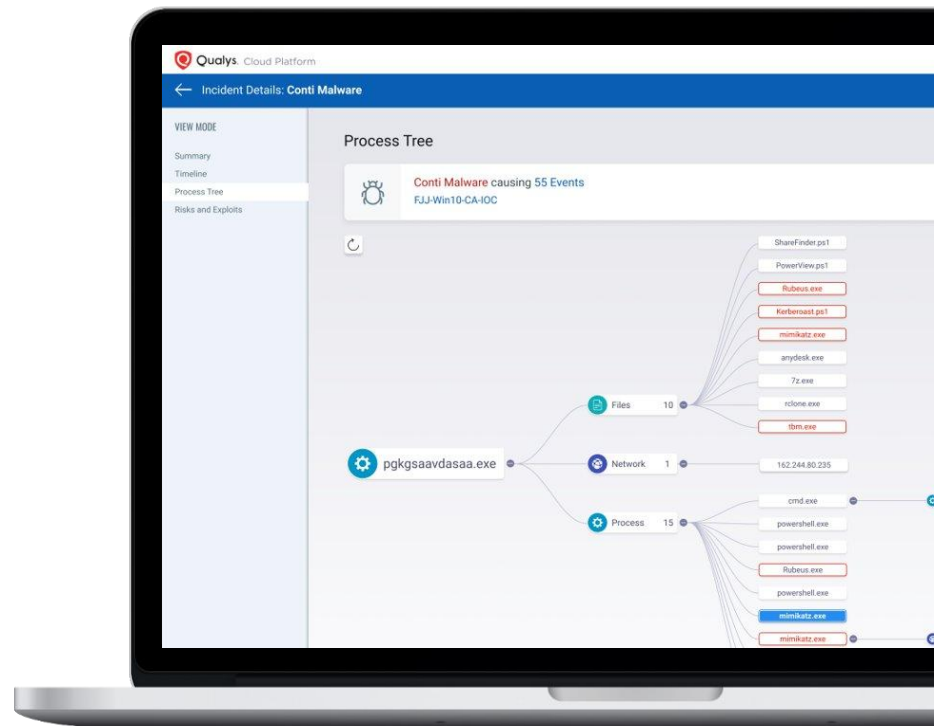 Qualys. Cloud Platform
Incident Details: Conti Malware
VIEW MODE
Summary
Timeline
Process Tree
Risks and Exploits
Process Tree
Conti Malware causing 55 Events
FJJ-Win10-CA-IOC
ShareFinder.ps1
PowerView.ps1
Rubeus.exe
Kerberoast.ps1
mimikatz.exe
anydesk.exe
7z.exe
Files 10
rclone.exe
tbm.exe
pgkgsaavdasaa.exe
Network 1
162.244.80.235
cmd.exe
Process 15
powershell.exe
powershell.exe
Rubeus.exe
powershell.exe
mimikatz.exe
mimikatz.exe